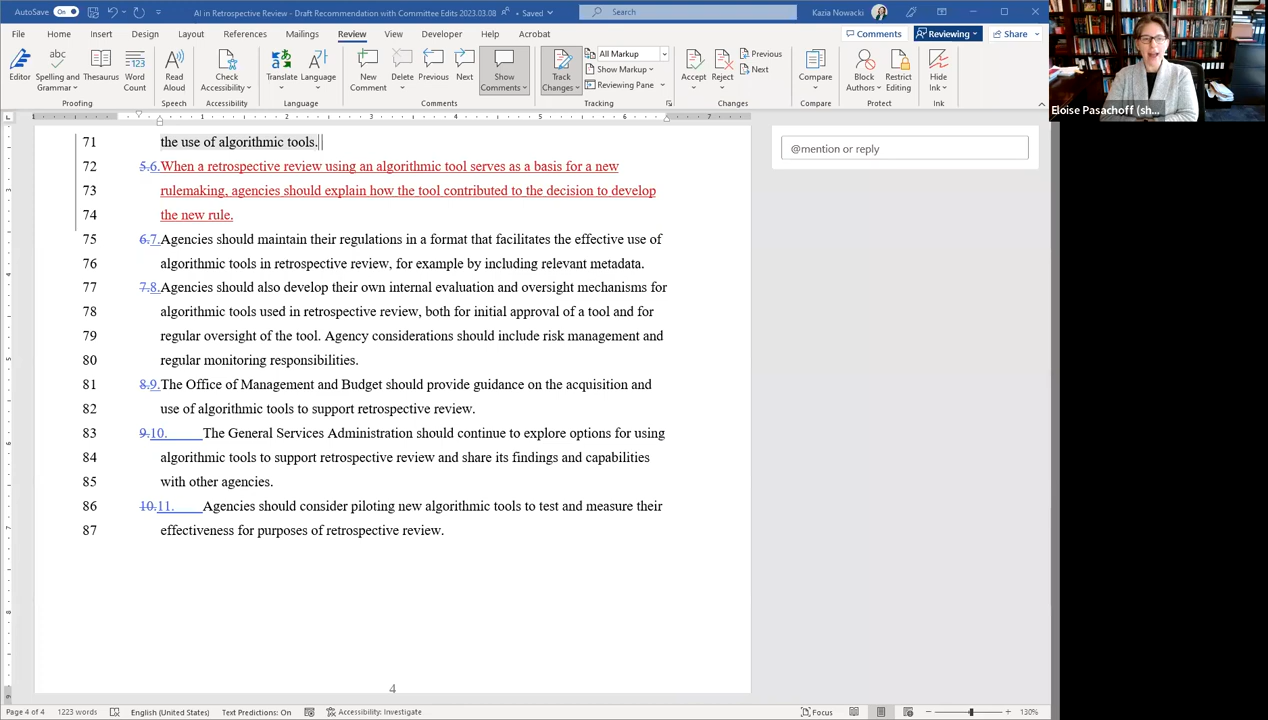 AutoSave On AI in Retrospective Review - Draft Recommendation with Committee Edits 2023.03.08 • Saved Search Kazia Nowacki
File Home Insert Design Layout References Mailings Review View Developer Help Acrobat Comments Reviewing Share
Editor Spelling and Grammar Thesaurus Word Count Read Aloud Check Accessibility Translate Language New Comment Delete Previous Next Show Comments Track Changes All Markup Show Markup Reviewing Pane Accept Reject Previous Next Compare Block Authors Restrict Editing Hide Ink
Proofing Speech Accessibility Language Comments Tracking Changes Compare Protect Ink
Eloise Pasachoff (sh...
1 1 2 3 4 5 6 7
@mention or reply
71 the use of algorithmic tools.
72 5.6.When a retrospective review using an algorithmic tool serves as a basis for a new
73 rulemaking, agencies should explain how the tool contributed to the decision to develop
74 the new rule.
75 6.7.Agencies should maintain their regulations in a format that facilitates the effective use of
76 algorithmic tools in retrospective review, for example by including relevant metadata.
77 7.8.Agencies should also develop their own internal evaluation and oversight mechanisms for
78 algorithmic tools used in retrospective review, both for initial approval of a tool and for
79 regular oversight of the tool. Agency considerations should include risk management and
80 regular monitoring responsibilities.
81 8.9.The Office of Management and Budget should provide guidance on the acquisition and
82 use of algorithmic tools to support retrospective review.
83 9.10. The General Services Administration should continue to explore options for using
84 algorithmic tools to support retrospective review and share its findings and capabilities
85 with other agencies.
86 10.11. Agencies should consider piloting new algorithmic tools to test and measure their
87 effectiveness for purposes of retrospective review.
4
Page 4 of 4 1223 words English (United States) Text Predictions: On Accessibility: Investigate Focus 130%